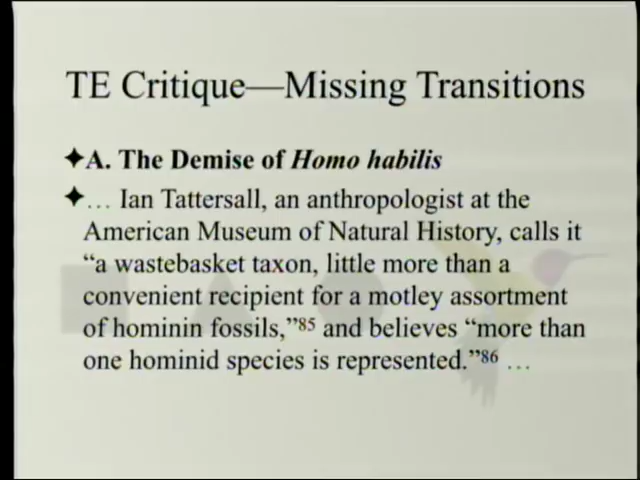 TE Critique—Missing Transitions
✦A. The Demise of Homo habilis
✦… Ian Tattersall, an anthropologist at the
American Museum of Natural History, calls it
“a wastebasket taxon, little more than a
convenient recipient for a motley assortment
of hominin fossils,”85 and believes “more than
one hominid species is represented.”86 …